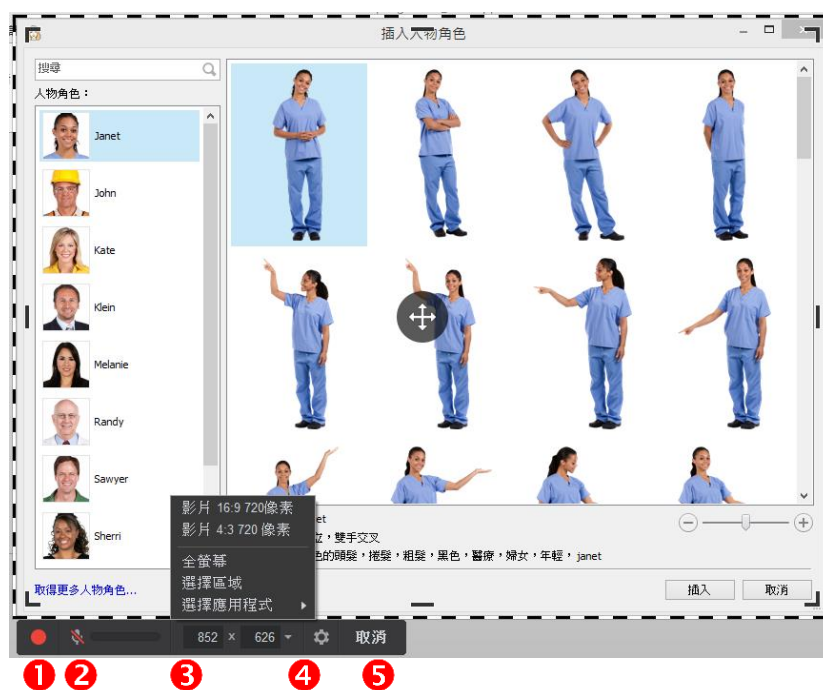 插入人物角色
搜尋
人物角色：
Janet
John
Kate
Klein
Melanie
Randy
Sawyer
Sherri
取得更多人物角色...
影片 16:9 720像素
影片 4:3 720 像素
全螢幕
選擇區域
選擇應用程式
et
立，雙手交叉
色的頭髮，捲髮，粗髮，黑色，醫療，婦女，年輕， janet
插入
取消
852 x 626
取消
1 2 3 4 5